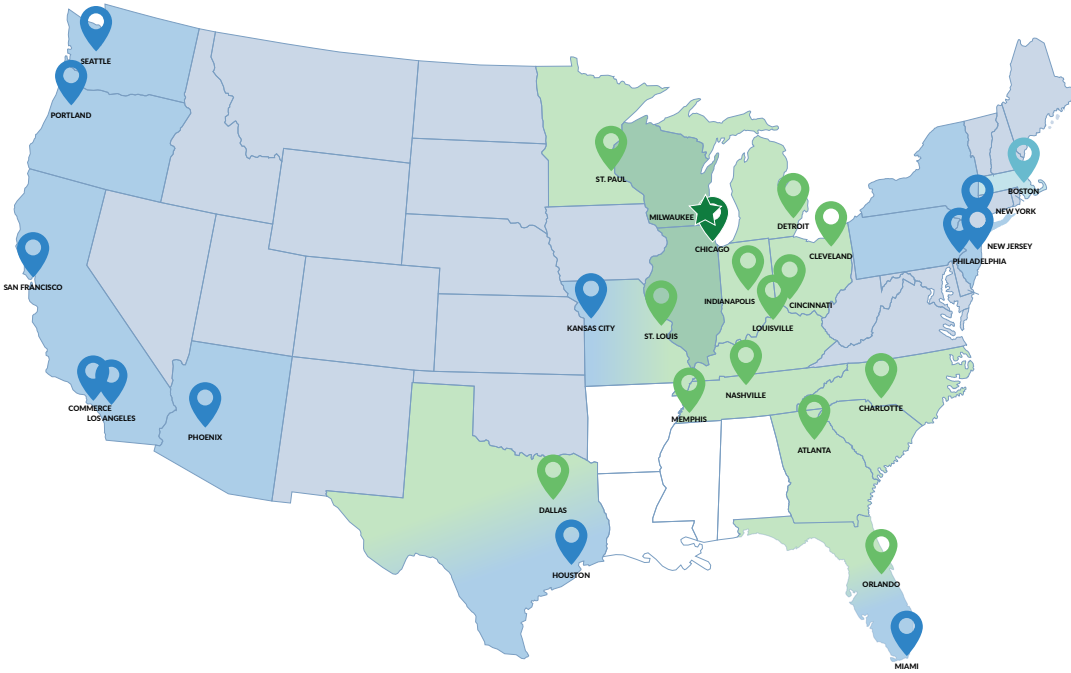 SEATTLE
PORTLAND
ST. PAUL
BOSTON
NEW YORK
MILWAUKEE
DETROIT
NEW JERSEY
CHICAGO
CLEVELAND
PHILADELPHIA
SAN FRANCISCO
INDIANAPOLIS
CINCINNATI
KANSAS CITY
LOUISVILLE
ST. LOUIS
NASHVILLE
COMMERCE
CHARLOTTE
LOS ANGELES
MEMPHIS
PHOENIX
ATLANTA
DALLAS
HOUSTON
ORLANDO
MIAMI